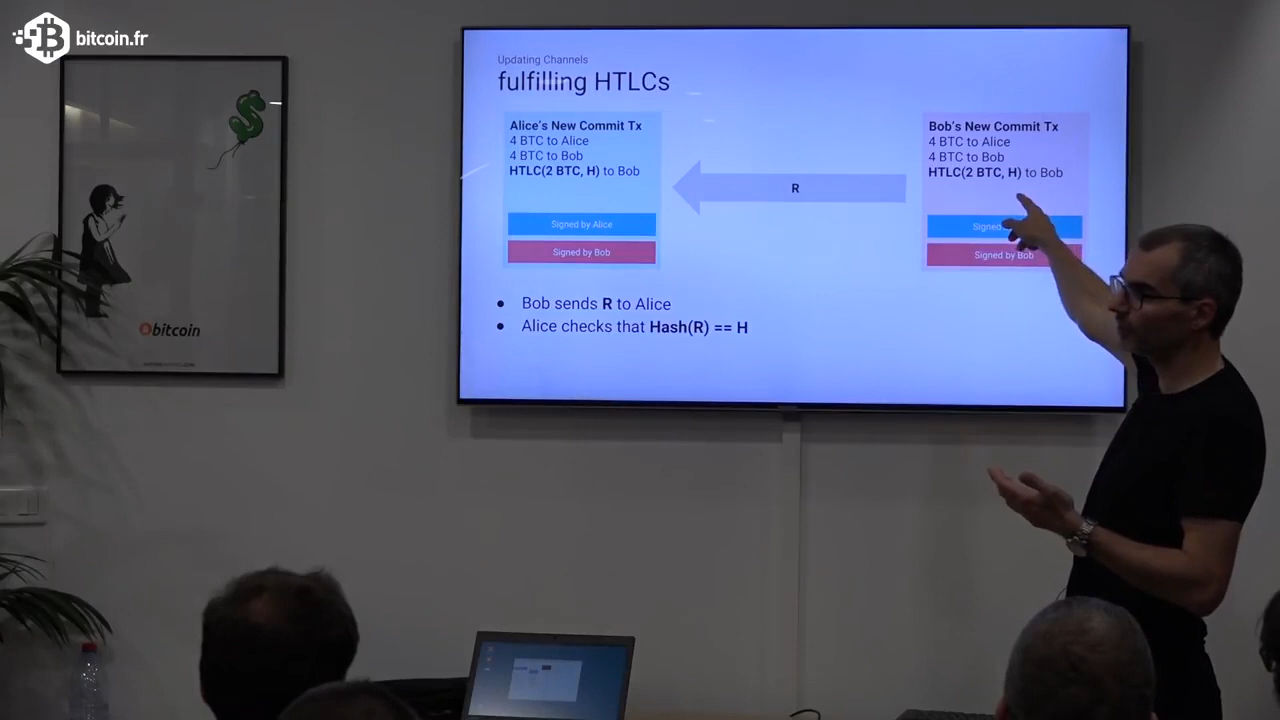 bitcoin.fr
Updating Channels
fulfilling HTLCs
Alice's New Commit Tx
4 BTC to Alice
4 BTC to Bob
HTLC(2 BTC, H) to Bob
Signed by Alice
Signed by Bob
R
Bob's New Commit Tx
4 BTC to Alice
4 BTC to Bob
HTLC(2 BTC, H) to Bob
Signed
Signed by Bob
Bob sends R to Alice
Alice checks that Hash(R) == H
bitcoin